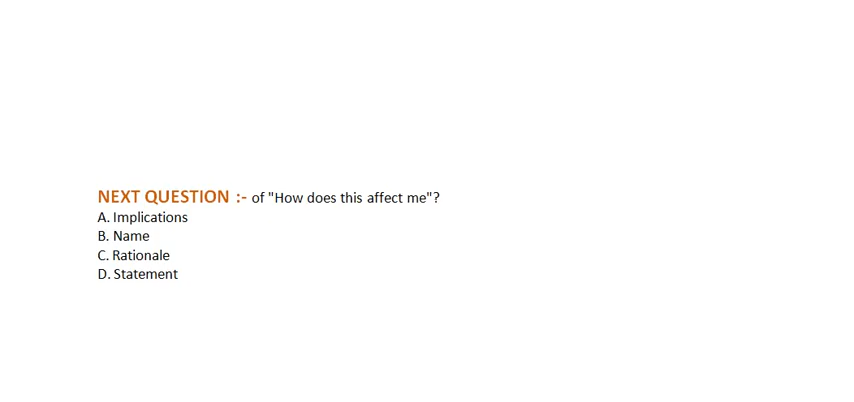 NEXT QUESTION :- of "How does this affect me"?
A. Implications
B. Name
C. Rationale
D. Statement